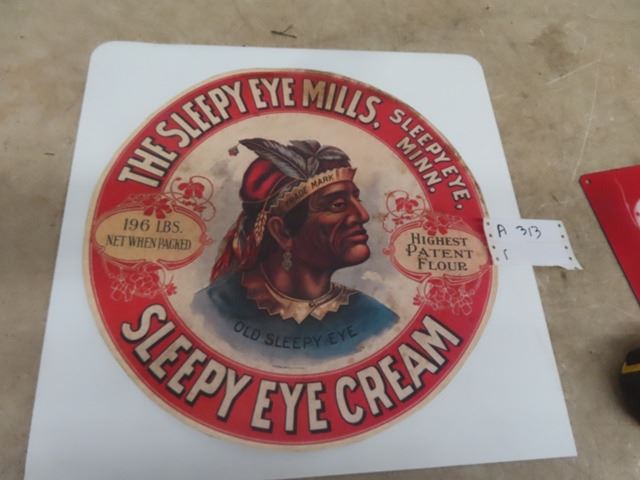 THE SLEEPY EYE MILLS,
SLEEPY EYE,
MINN.
TRADE MARK
196 LBS.
NET WHEN PACKED
HIGHEST
PATENT
FLOUR
OLD SLEEPY EYE
SLEEPY EYE CREAM
A 313